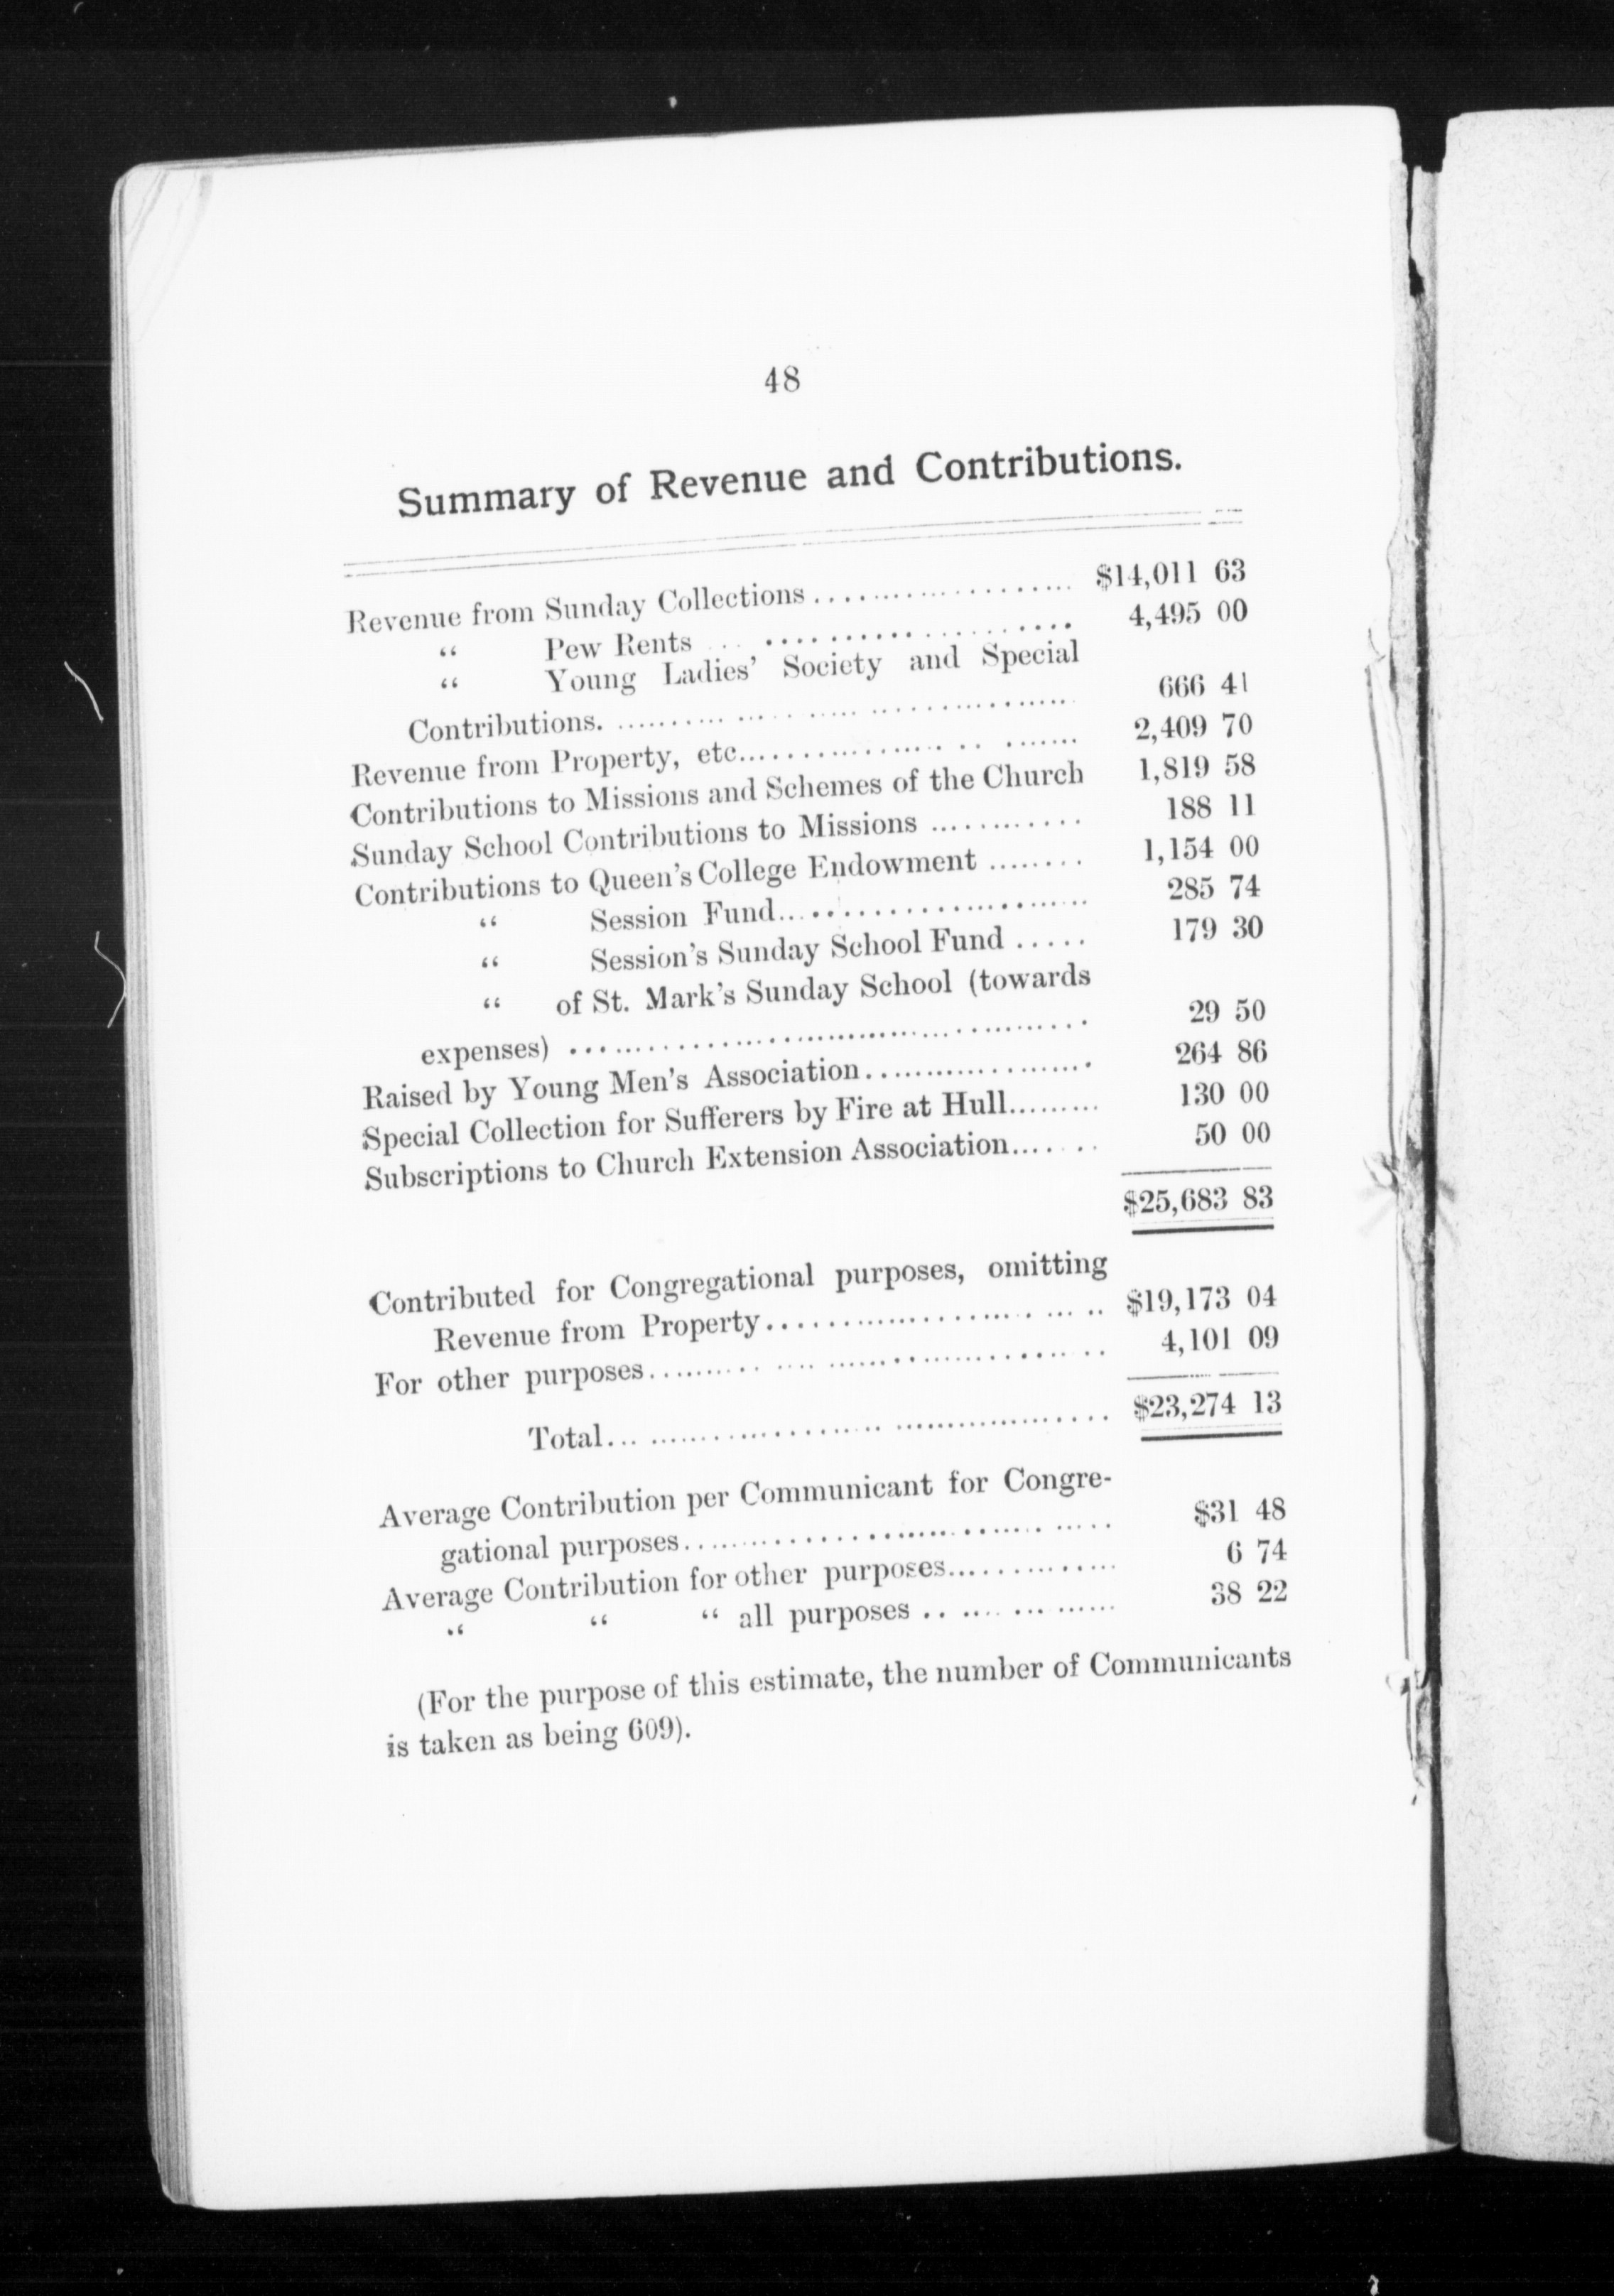 48
Summary of Revenue and Contributions.
Revenue from Sunday Collections.................... $14,011 63
“ Pew Rents .................... 4,495 00
“ Young Ladies’ Society and Special
Contributions. .................... 666 41
Revenue from Property, etc.................... 2,409 70
Contributions to Missions and Schemes of the Church 1,819 58
Sunday School Contributions to Missions ............ 188 11
Contributions to Queen’s College Endowment ........ 1,154 00
“ Session Fund.................... 285 74
“ Session’s Sunday School Fund ..... 179 30
“ of St. Mark’s Sunday School (towards
expenses) .................... 29 50
Raised by Young Men’s Association.................... 264 86
Special Collection for Sufferers by Fire at Hull......... 130 00
Subscriptions to Church Extension Association....... 50 00
$25,683 83
Contributed for Congregational purposes, omitting
Revenue from Property.................... $19,173 04
For other purposes.................... 4,101 09
Total.................... $23,274 13
Average Contribution per Communicant for Congre-
gational purposes.................... $31 48
Average Contribution for other purposes............... 6 74
“ “ “ all purposes ............... 38 22
(For the purpose of this estimate, the number of Communicants
is taken as being 609).